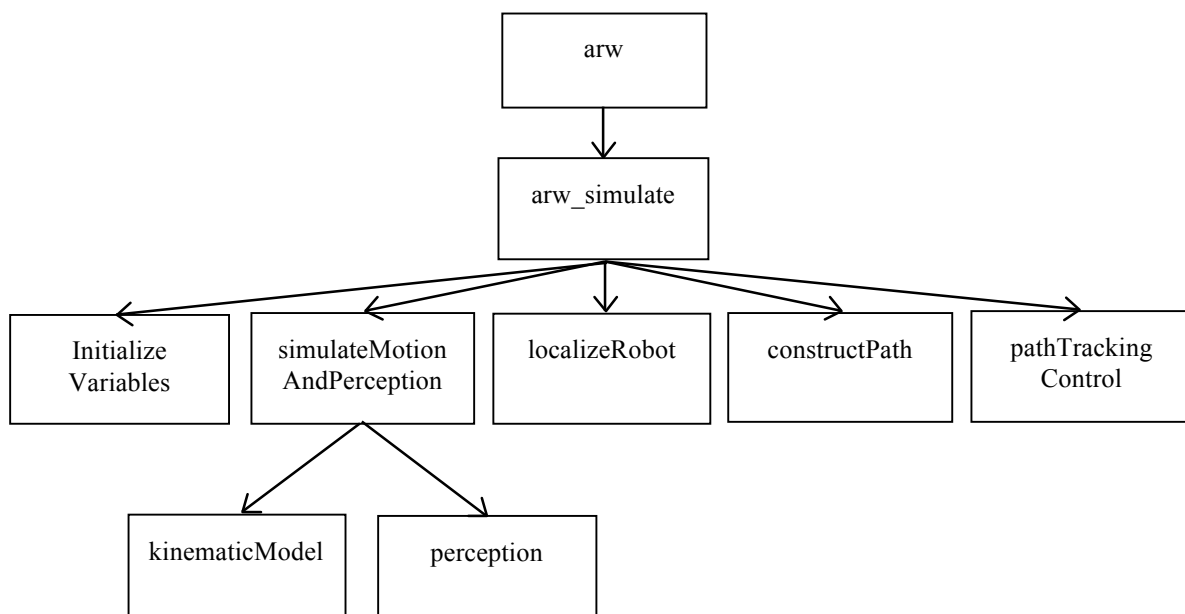 arw
arw_simulate
Initialize
Variables
simulateMotion
AndPerception
localizeRobot
constructPath
pathTracking
Control
kinematicModel
perception